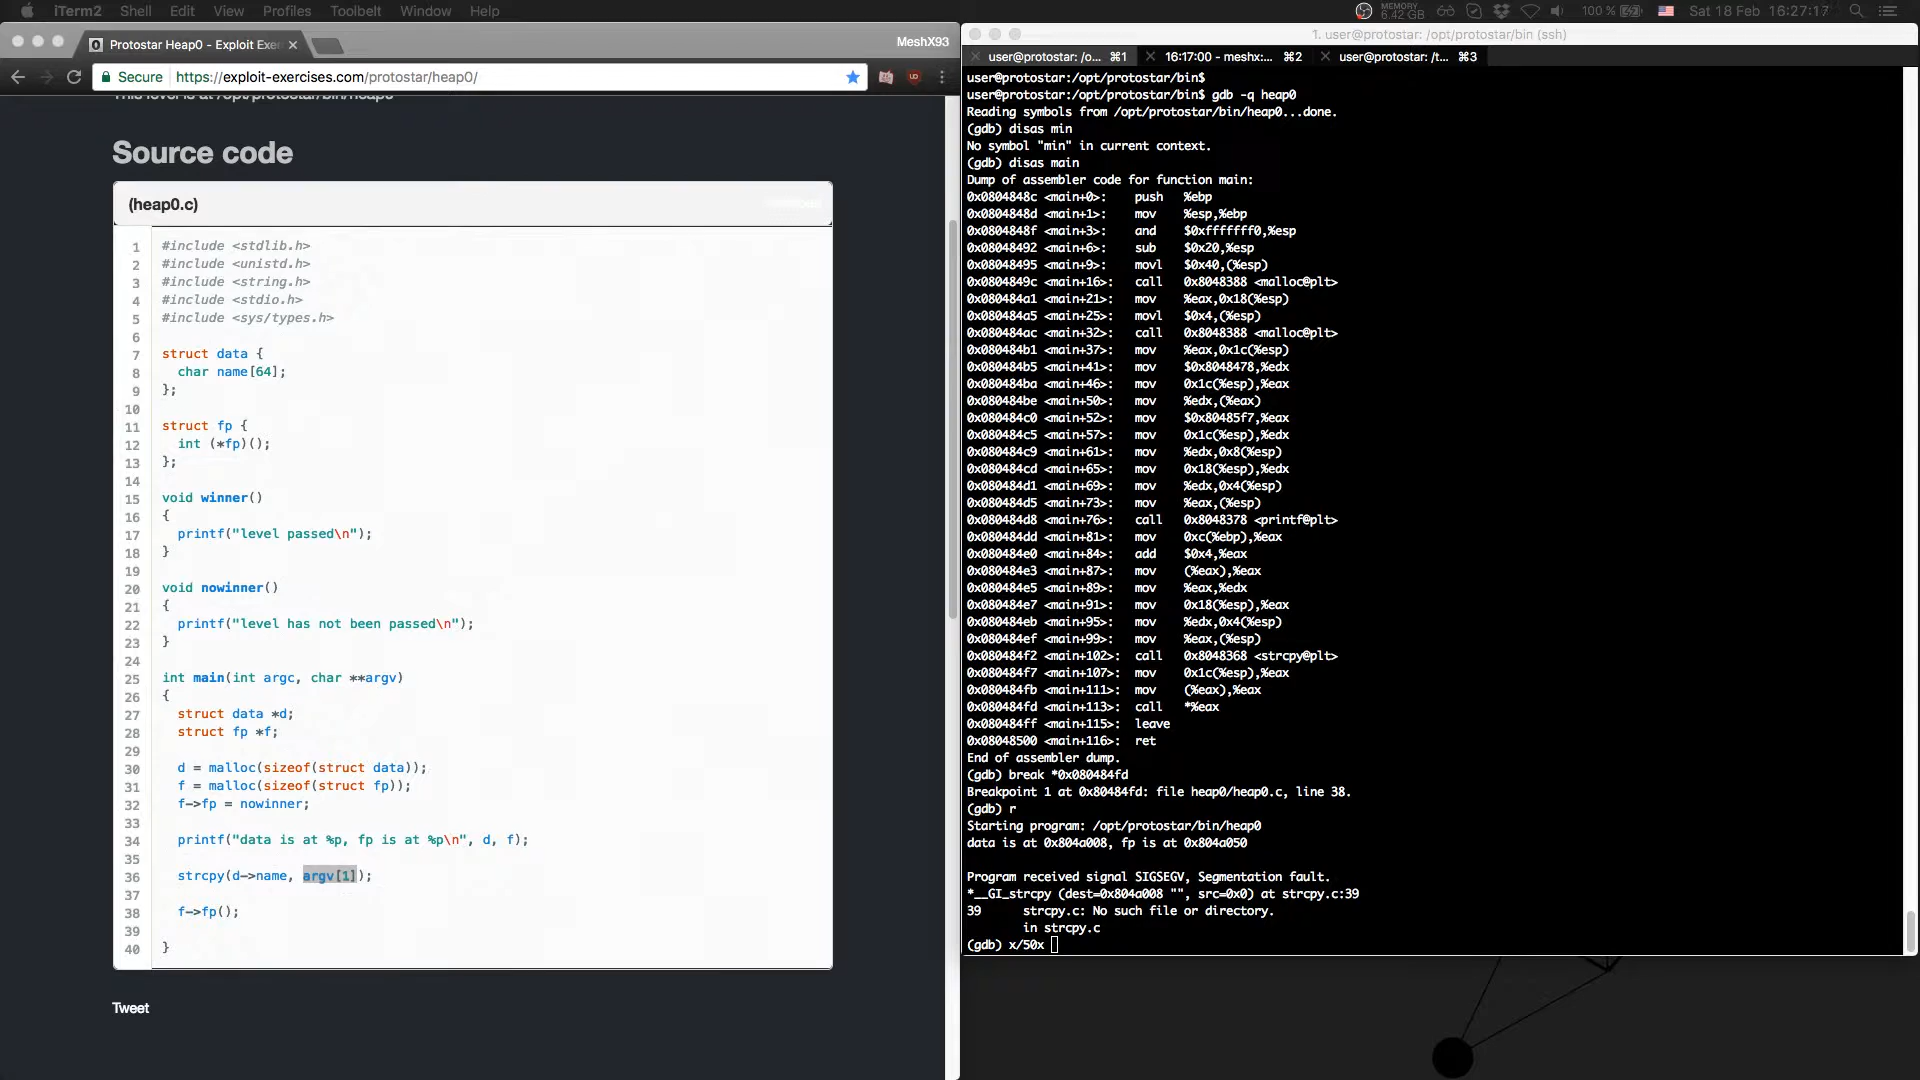 iTerm2 Shell Edit View Profiles Toolbelt Window Help
MEMORY 6.42 GB 100 % Sat 18 Feb 16:27:17
Protostar Heap0 - Exploit Exe
MeshX93
Secure https://exploit-exercises.com/protostar/heap0/
This level is at /opt/protostar/bin/heap0
Source code
(heap0.c)
1 #include <stdlib.h>
2 #include <unistd.h>
3 #include <string.h>
4 #include <stdio.h>
5 #include <sys/types.h>
6
7 struct data {
8 char name[64];
9 };
10
11 struct fp {
12 int (*fp)();
13 };
14
15 void winner()
16 {
17 printf("level passed\n");
18 }
19
20 void nowinner()
21 {
22 printf("level has not been passed\n");
23 }
24
25 int main(int argc, char **argv)
26 {
27 struct data *d;
28 struct fp *f;
29
30 d = malloc(sizeof(struct data));
31 f = malloc(sizeof(struct fp));
32 f->fp = nowinner;
33
34 printf("data is at %p, fp is at %p\n", d, f);
35
36 strcpy(d->name, argv[1]);
37
38 f->fp();
39
40 }
Tweet
1. user@protostar: /opt/protostar/bin (ssh)
user@protostar: /o... ⌘1 16:17:00 - meshx:... ⌘2 user@protostar: /t... ⌘3
user@protostar:/opt/protostar/bin$
user@protostar:/opt/protostar/bin$ gdb -q heap0
Reading symbols from /opt/protostar/bin/heap0...done.
(gdb) disas min
No symbol "min" in current context.
(gdb) disas main
Dump of assembler code for function main:
0x0804848c <main+0>: push %ebp
0x0804848d <main+1>: mov %esp,%ebp
0x0804848f <main+3>: and $0xfffffff0,%esp
0x08048492 <main+6>: sub $0x20,%esp
0x08048495 <main+9>: movl $0x40,(%esp)
0x0804849c <main+16>: call 0x8048388 <malloc@plt>
0x080484a1 <main+21>: mov %eax,0x18(%esp)
0x080484a5 <main+25>: movl $0x4,(%esp)
0x080484ac <main+32>: call 0x8048388 <malloc@plt>
0x080484b1 <main+37>: mov %eax,0x1c(%esp)
0x080484b5 <main+41>: mov $0x8048478,%edx
0x080484ba <main+46>: mov 0x1c(%esp),%eax
0x080484be <main+50>: mov %edx,(%eax)
0x080484c0 <main+52>: mov $0x80485f7,%eax
0x080484c5 <main+57>: mov 0x1c(%esp),%edx
0x080484c9 <main+61>: mov %edx,0x8(%esp)
0x080484cd <main+65>: mov 0x18(%esp),%edx
0x080484d1 <main+69>: mov %edx,0x4(%esp)
0x080484d5 <main+73>: mov %eax,(%esp)
0x080484d8 <main+76>: call 0x8048378 <printf@plt>
0x080484dd <main+81>: mov 0xc(%ebp),%eax
0x080484e0 <main+84>: add $0x4,%eax
0x080484e3 <main+87>: mov (%eax),%eax
0x080484e5 <main+89>: mov %eax,%edx
0x080484e7 <main+91>: mov 0x18(%esp),%eax
0x080484eb <main+95>: mov %edx,0x4(%esp)
0x080484ef <main+99>: mov %eax,(%esp)
0x080484f2 <main+102>: call 0x8048368 <strcpy@plt>
0x080484f7 <main+107>: mov 0x1c(%esp),%eax
0x080484fb <main+111>: mov (%eax),%eax
0x080484fd <main+113>: call *%eax
0x080484ff <main+115>: leave
0x08048500 <main+116>: ret
End of assembler dump.
(gdb) break *0x080484fd
Breakpoint 1 at 0x80484fd: file heap0/heap0.c, line 38.
(gdb) r
Starting program: /opt/protostar/bin/heap0
data is at 0x804a008, fp is at 0x804a050
Program received signal SIGSEGV, Segmentation fault.
*__GI_strcpy (dest=0x804a008 "", src=0x0) at strcpy.c:39
39 strcpy.c: No such file or directory.
in strcpy.c
(gdb) x/50x